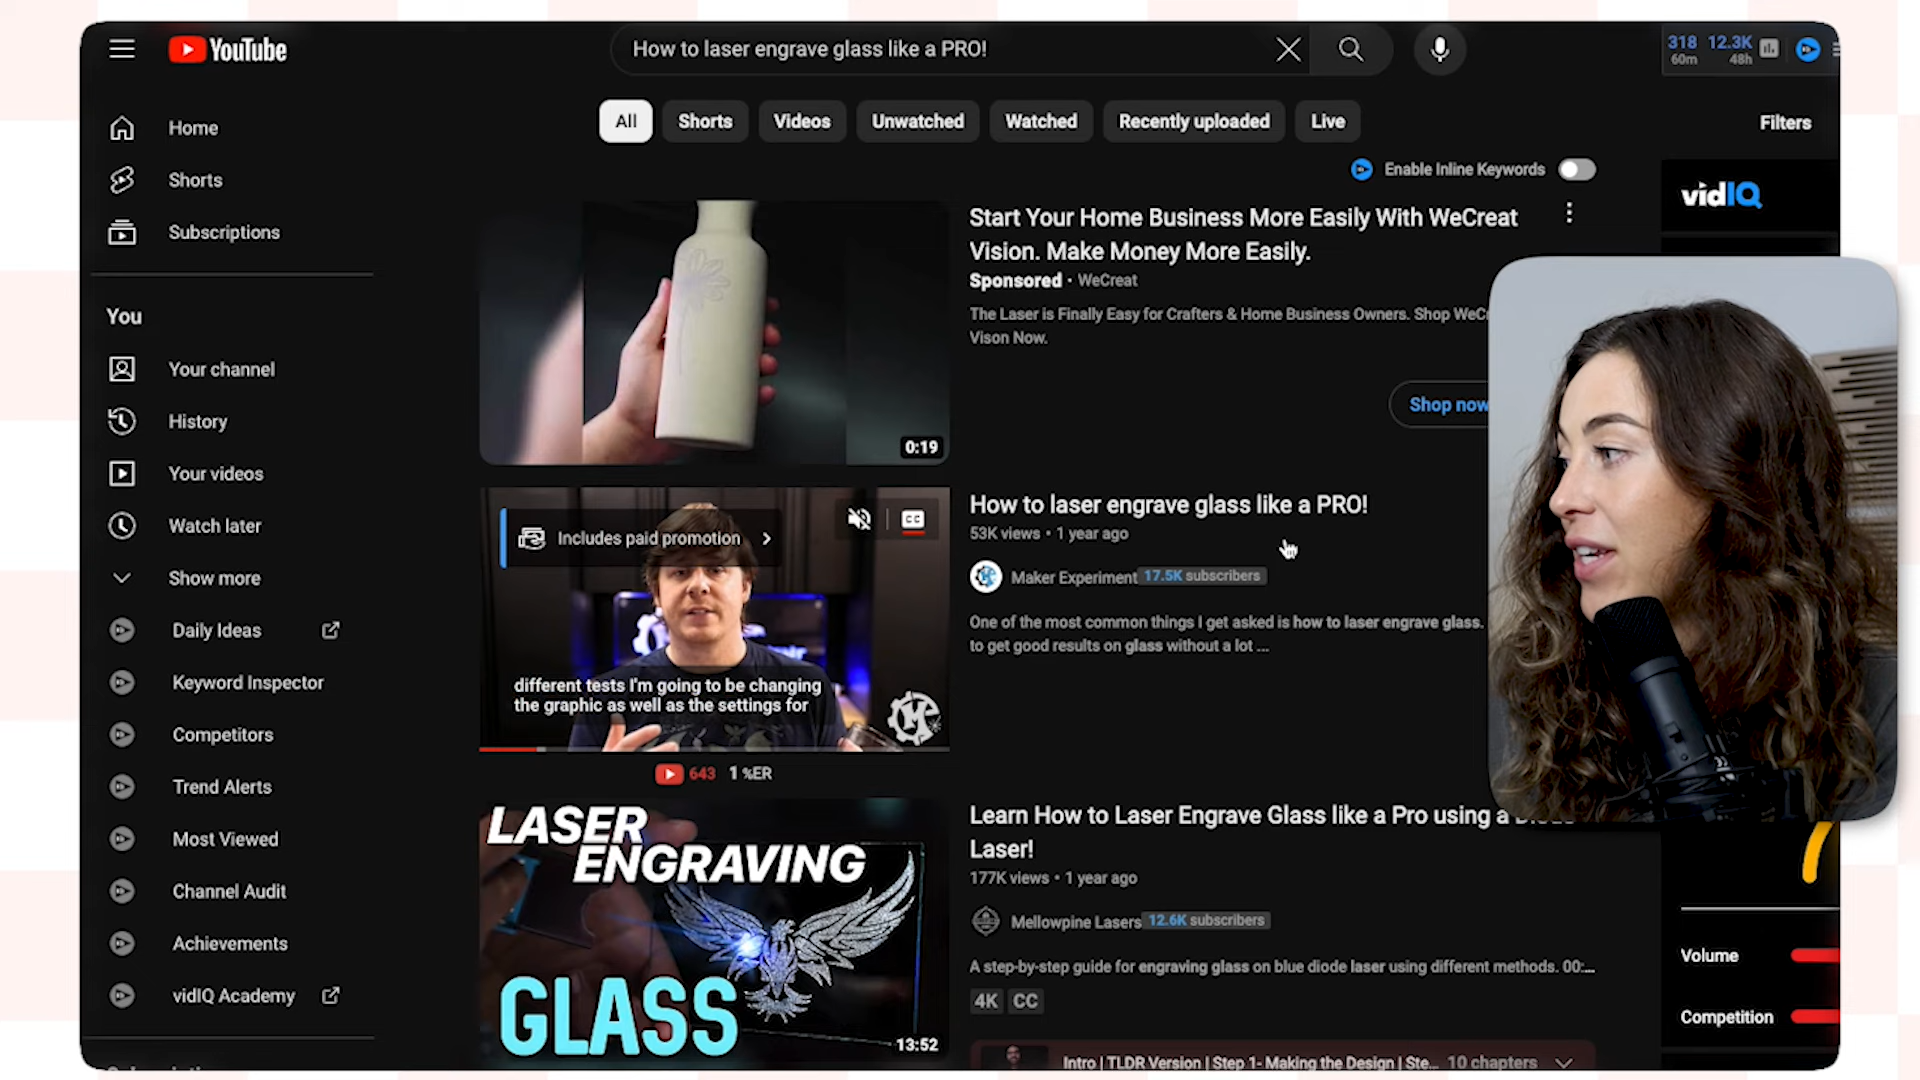 YouTube
How to laser engrave glass like a PRO!
318 12.3K
60m 48h
All Shorts Videos Unwatched Watched Recently uploaded Live
Filters
Enable Inline Keywords
vidIQ
Home
Shorts
Subscriptions
You
Your channel
History
Your videos
Watch later
Show more
Daily Ideas
Keyword Inspector
Competitors
Trend Alerts
Most Viewed
Channel Audit
Achievements
vidIQ Academy
0:19
Start Your Home Business More Easily With WeCreat
Vision. Make Money More Easily.
Sponsored · WeCreat
The Laser is Finally Easy for Crafters & Home Business Owners. Shop WeCr
Vison Now.
Shop now
Includes paid promotion
CC
different tests I'm going to be changing
the graphic as well as the settings for
643 1 %ER
How to laser engrave glass like a PRO!
53K views • 1 year ago
Maker Experiment 17.5K subscribers
One of the most common things I get asked is how to laser engrave glass.
to get good results on glass without a lot ...
LASER
ENGRAVING
GLASS
13:52
Learn How to Laser Engrave Glass like a Pro using a
Laser!
177K views • 1 year ago
Mellowpine Lasers 12.6K subscribers
A step-by-step guide for engraving glass on blue diode laser using different methods. 00:...
4K CC
Intro | TLDR Version | Step 1- Making the Design | Ste... 10 chapters
Volume
Competition